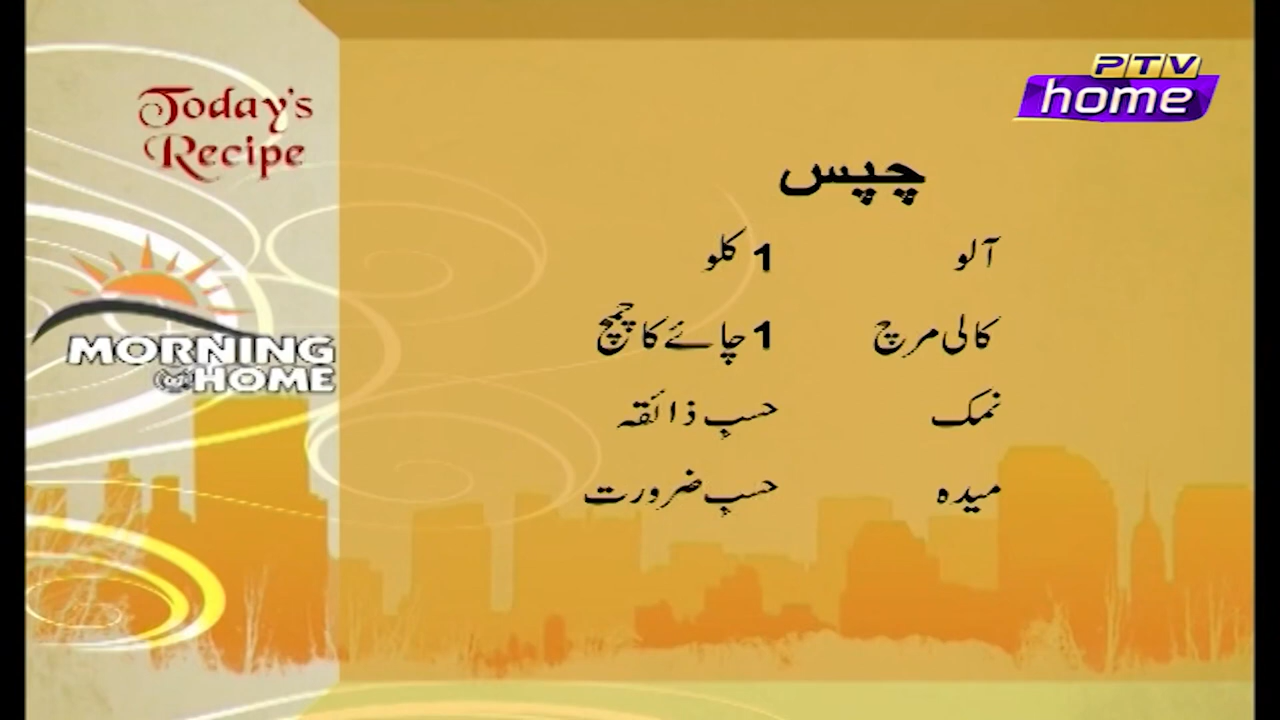 Today's
Recipe
PTV
home
MORNING
@HOME
چپس
آلو 1 کلو
کالی مرچ 1 چائے کا چمچ
نمک حسبِ ذائقہ
میدہ حسبِ ضرورت